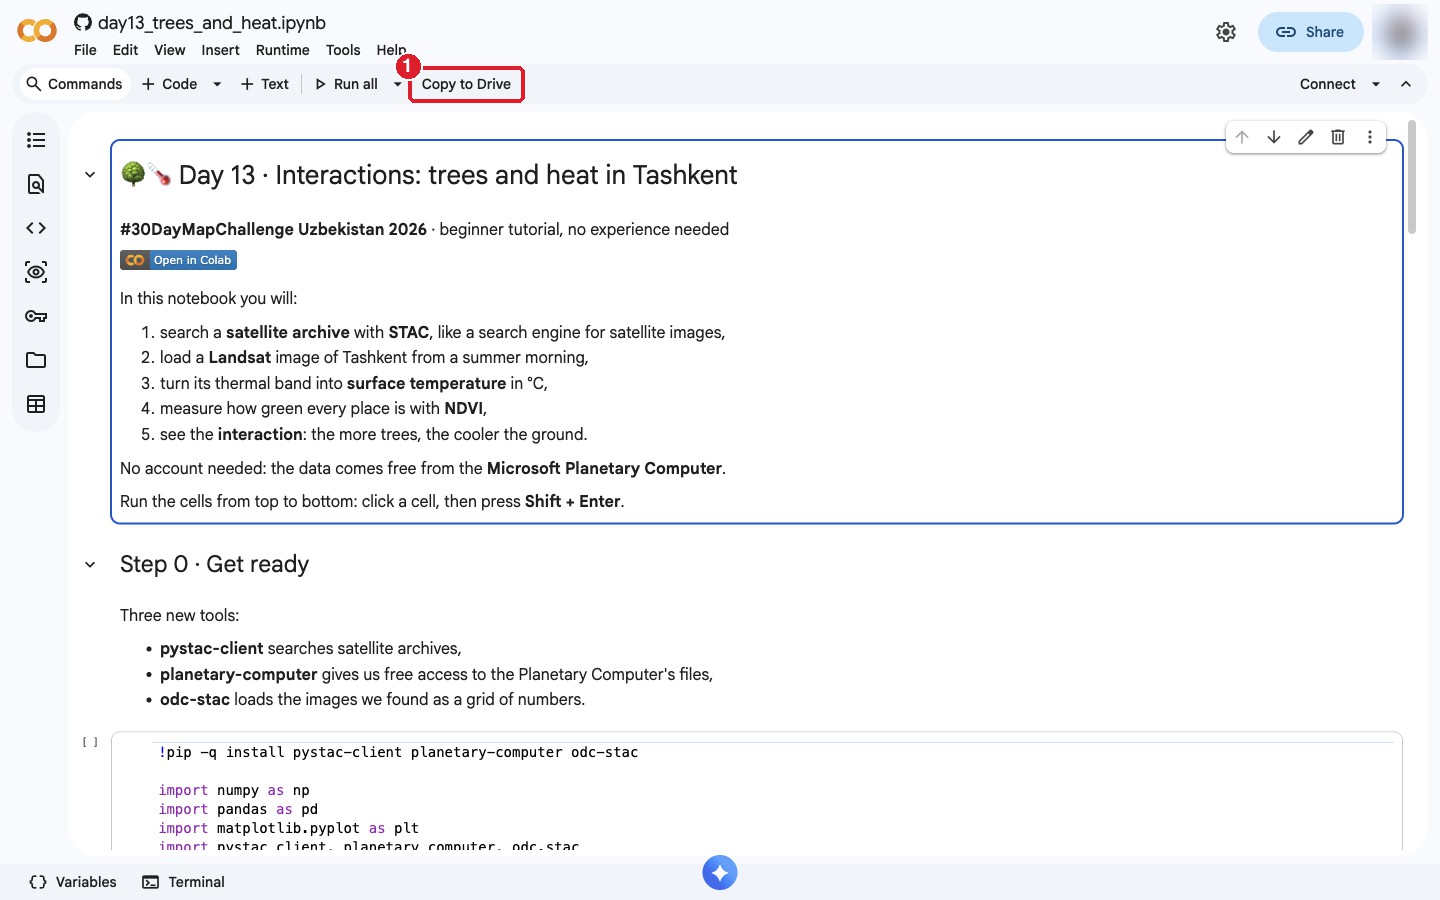 day13_trees_and_heat.ipynb
File Edit View Insert Runtime Tools Help
Share
1
Commands + Code + Text Run all Copy to Drive
Connect
Day 13 · Interactions: trees and heat in Tashkent
#30DayMapChallenge Uzbekistan 2026 · beginner tutorial, no experience needed
Open in Colab
In this notebook you will:
1. search a satellite archive with STAC, like a search engine for satellite images,
2. load a Landsat image of Tashkent from a summer morning,
3. turn its thermal band into surface temperature in °C,
4. measure how green every place is with NDVI,
5. see the interaction: the more trees, the cooler the ground.
No account needed: the data comes free from the Microsoft Planetary Computer.
Run the cells from top to bottom: click a cell, then press Shift + Enter.
Step 0 · Get ready
Three new tools:
• pystac-client searches satellite archives,
• planetary-computer gives us free access to the Planetary Computer's files,
• odc-stac loads the images we found as a grid of numbers.
[ ]
!pip -q install pystac-client planetary-computer odc-stac
import numpy as np
import pandas as pd
import matplotlib.pyplot as plt
import pystac_client, planetary_computer, odc.stac
Variables Terminal